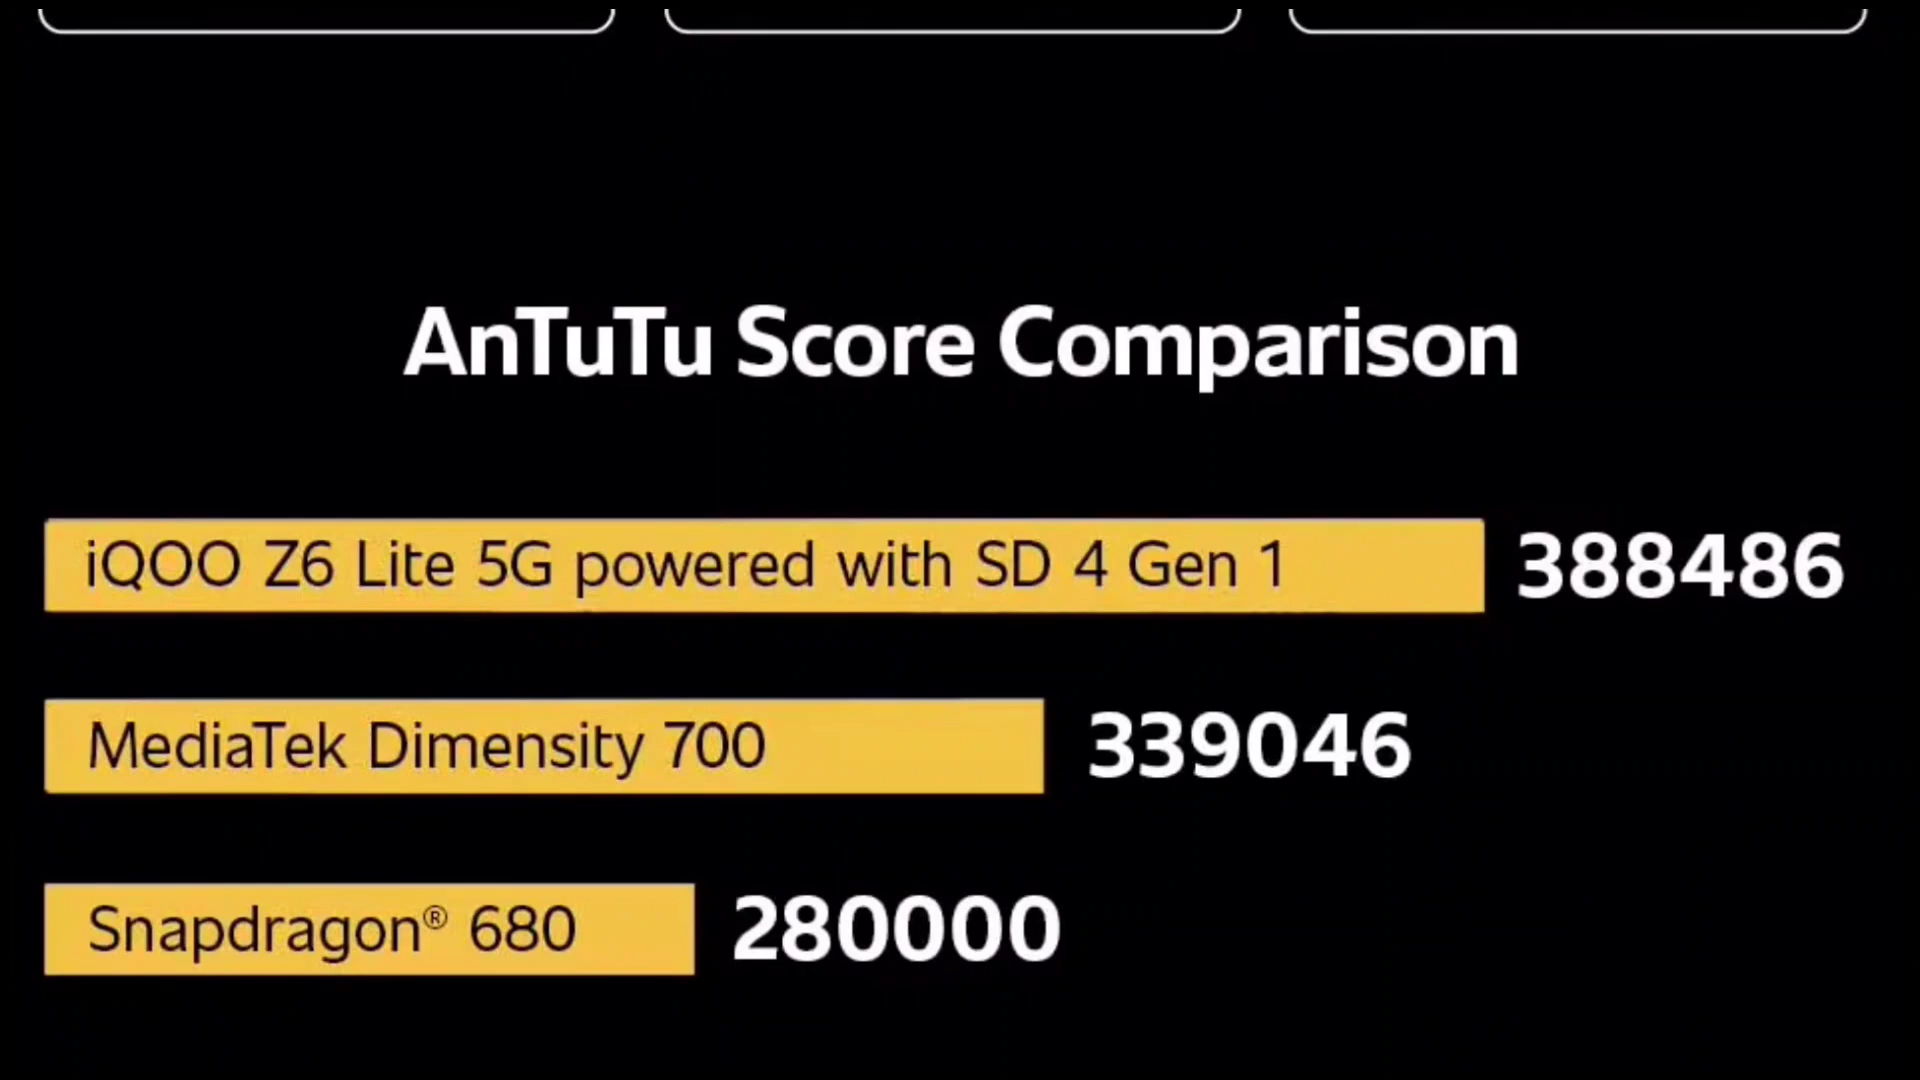 AnTuTu Score Comparison
iQOO Z6 Lite 5G powered with SD 4 Gen 1 388486
MediaTek Dimensity 700 339046
Snapdragon® 680 280000